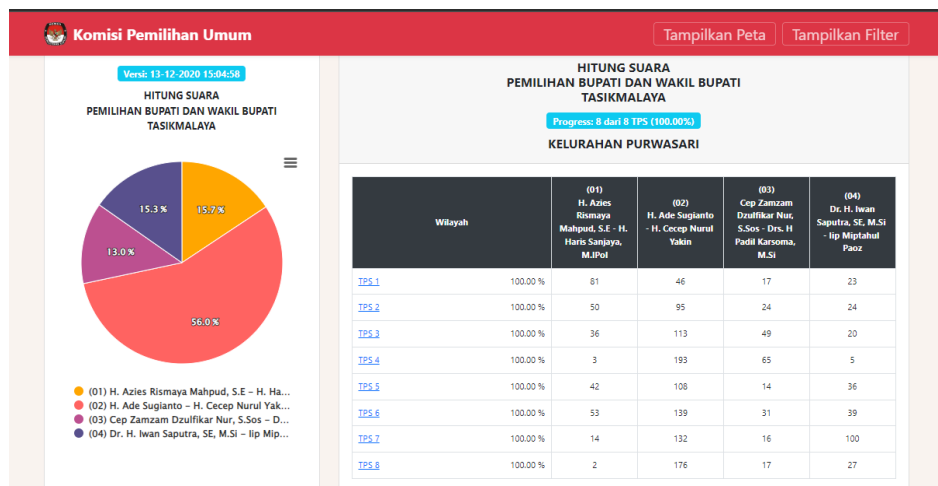 Komisi Pemilihan Umum
Tampilkan Peta
Tampilkan Filter
Versi: 13-12-2020 15:04:58
HITUNG SUARA
PEMILIHAN BUPATI DAN WAKIL BUPATI
TASIKMALAYA
15.3 %
15.7 %
13.0 %
56.0 %
(01) H. Azies Rismaya Mahpud, S.E – H. Ha...
(02) H. Ade Sugianto – H. Cecep Nurul Yak...
(03) Cep Zamzam Dzulfikar Nur, S.Sos – D...
(04) Dr. H. Iwan Saputra, SE, M.Si – Iip Mip...
HITUNG SUARA
PEMILIHAN BUPATI DAN WAKIL BUPATI
TASIKMALAYA
Progress: 8 dari 8 TPS (100.00%)
KELURAHAN PURWASARI
Wilayah
(01)
H. Azies
Rismaya
Mahpud, S.E - H.
Haris Sanjaya,
M.IPol
(02)
H. Ade Sugianto
- H. Cecep Nurul
Yakin
(03)
Cep Zamzam
Dzulfikar Nur,
S.Sos - Drs. H
Padil Karsoma,
M.Si
(04)
Dr. H. Iwan
Saputra, SE, M.Si
- Iip Miptahul
Paoz
TPS 1 100.00 % 81 46 17 23
TPS 2 100.00 % 50 95 24 24
TPS 3 100.00 % 36 113 49 20
TPS 4 100.00 % 3 193 65 5
TPS 5 100.00 % 42 108 14 36
TPS 6 100.00 % 53 139 31 39
TPS 7 100.00 % 14 132 16 100
TPS 8 100.00 % 2 176 17 27